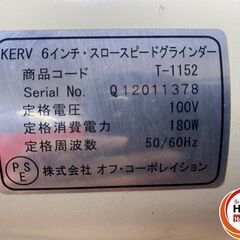 KERV 6インチ・スロースピードグラインダー
商品コード T-1152
Serial No. Q12011378
定格電圧 100V
定格消費電力 180W
定格周波数 50/60Hz
PSE 株式会社 オフ・コーポレイション